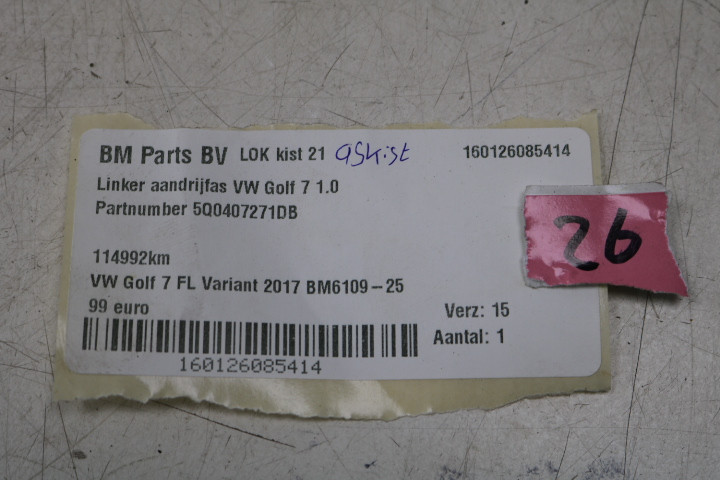 BM Parts BV LOK kist 21 askist 160126085414
Linker aandrijfas VW Golf 7 1.0
Partnumber 5Q0407271DB
26
114992km
VW Golf 7 FL Variant 2017 BM6109-25
99 euro
Verz: 15
Aantal: 1
160126085414